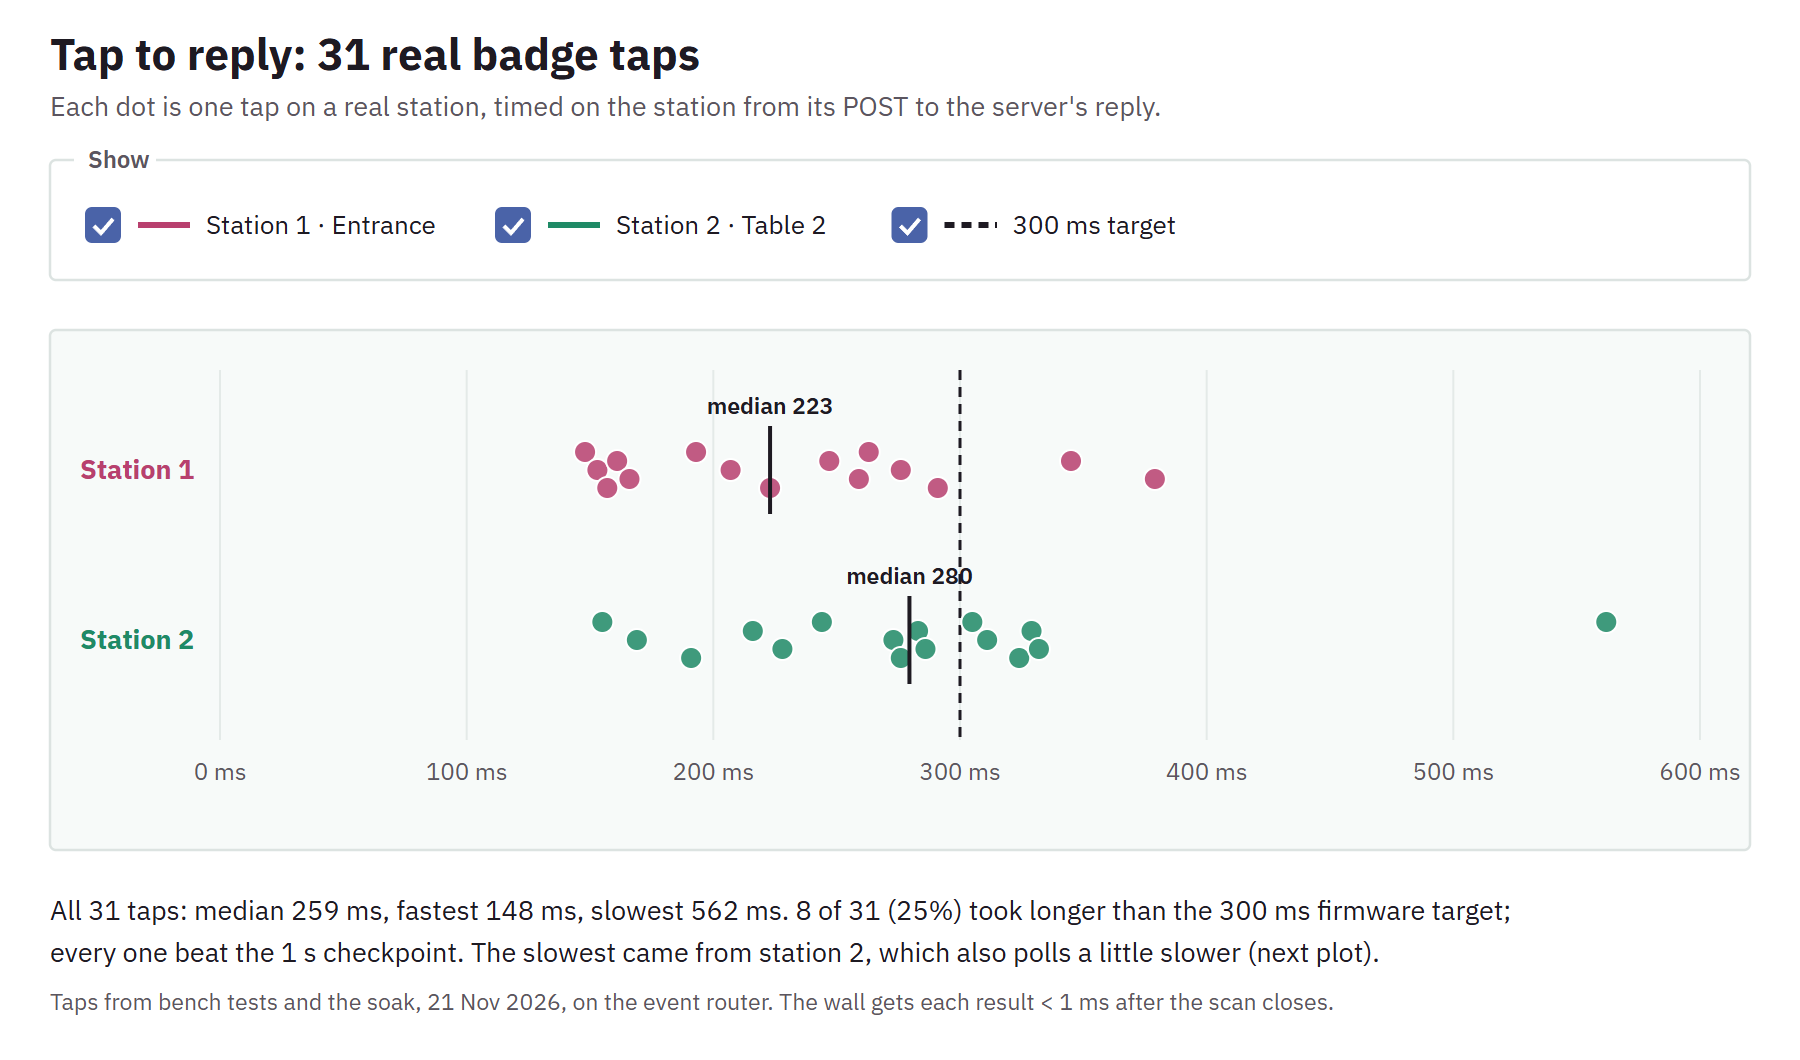 Tap to reply: 31 real badge taps
Each dot is one tap on a real station, timed on the station from its POST to the server's reply.
Show
Station 1 · Entrance
Station 2 · Table 2
300 ms target
median 223
Station 1
median 280
Station 2
0 ms
100 ms
200 ms
300 ms
400 ms
500 ms
600 ms
All 31 taps: median 259 ms, fastest 148 ms, slowest 562 ms. 8 of 31 (25%) took longer than the 300 ms firmware target;
every one beat the 1 s checkpoint. The slowest came from station 2, which also polls a little slower (next plot).
Taps from bench tests and the soak, 21 Nov 2026, on the event router. The wall gets each result < 1 ms after the scan closes.